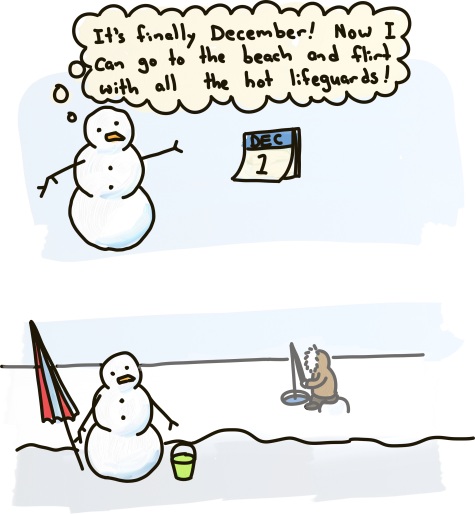 It's finally December! Now I
can go to the beach and flirt
with all the hot lifeguards!
DEC
1